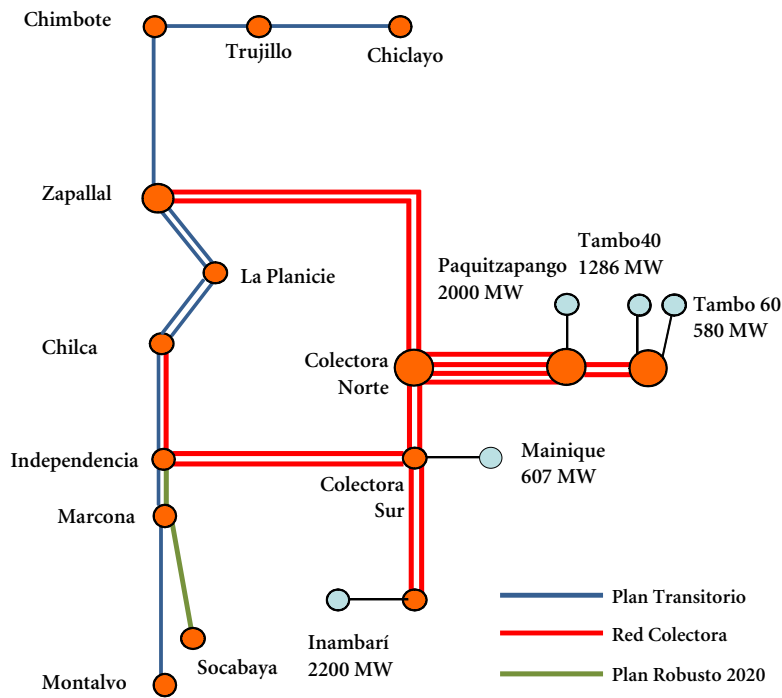 Chimbote
Trujillo
Chiclayo
Zapallal
La Planicie
Paquitzapango
2000 MW
Tambo40
1286 MW
Tambo 60
580 MW
Chilca
Colectora
Norte
Independencia
Mainique
607 MW
Colectora
Sur
Marcona
Inambarí
2200 MW
Socabaya
Montalvo
Plan Transitorio
Red Colectora
Plan Robusto 2020